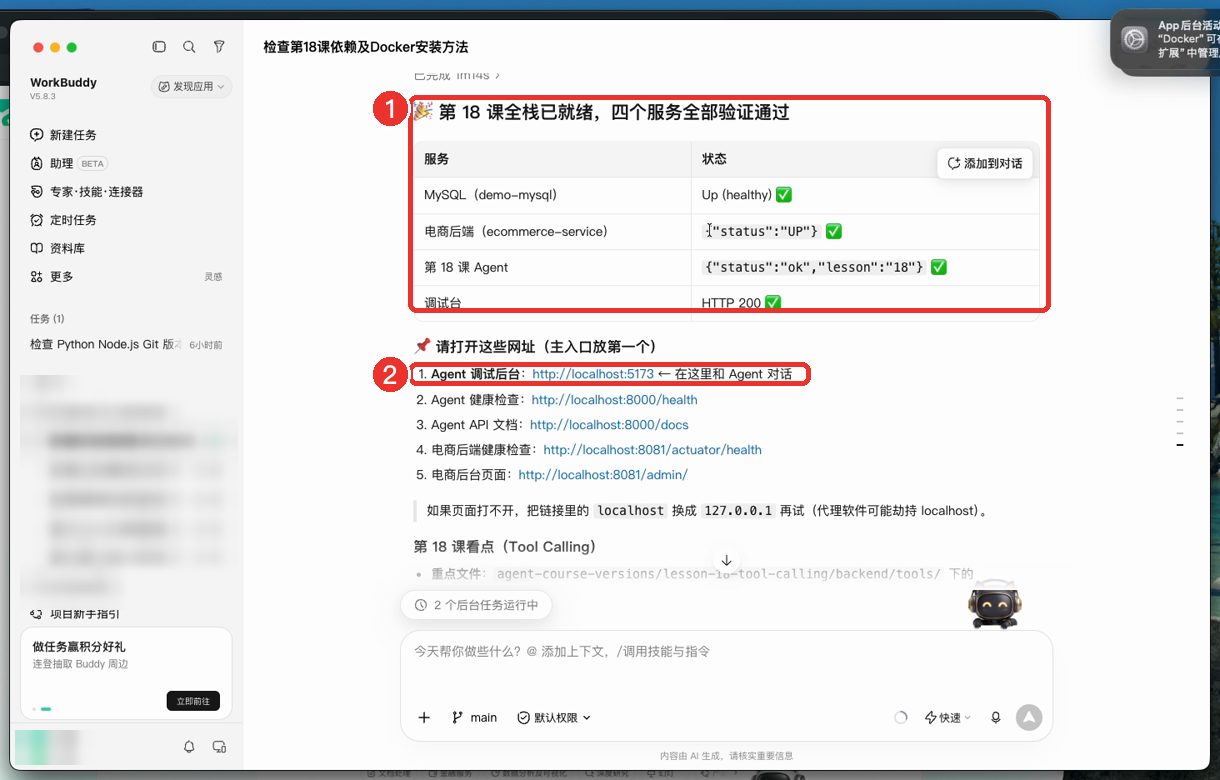 检查第18课依赖及Docker安装方法
App 后台活动
“Docker” 可在
扩展” 中管理
WorkBuddy
V5.8.3
发现应用
新建任务
助理 BETA
专家·技能·连接器
定时任务
资料库
更多 灵感
任务 (1)
检查 Python Node.js Git 版本 6小时前
项目新手指引
做任务赢积分好礼
连登抽取 Buddy 周边
立即前往
已完成 1m14s ›
1
🎉 第 18 课全栈已就绪，四个服务全部验证通过
服务 状态
添加到对话
MySQL（demo-mysql） Up (healthy) ✅
电商后端（ecommerce-service） {"status":"UP"} ✅
第 18 课 Agent {"status":"ok","lesson":"18"} ✅
调试台 HTTP 200 ✅
📌 请打开这些网址（主入口放第一个）
2
1. Agent 调试后台：http://localhost:5173 ← 在这里和 Agent 对话
2. Agent 健康检查：http://localhost:8000/health
3. Agent API 文档：http://localhost:8000/docs
4. 电商后端健康检查：http://localhost:8081/actuator/health
5. 电商后台页面：http://localhost:8081/admin/
如果页面打不开，把链接里的 localhost 换成 127.0.0.1 再试（代理软件可能劫持 localhost）。
第 18 课看点（Tool Calling）
• 重点文件： agent-course-versions/lesson-18-tool-calling/backend/tools/ 下的
2 个后台任务运行中
今天帮你做些什么？@ 添加上下文，/调用技能与指令
main
默认权限
快速
内容由 AI 生成，请核实重要信息